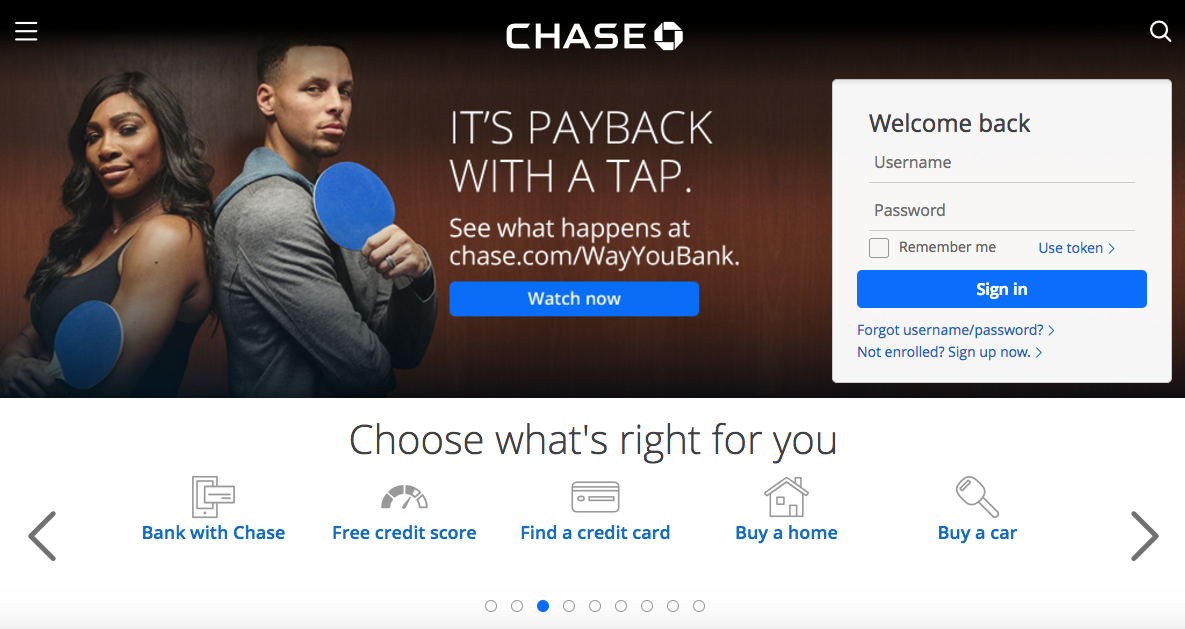 CHASE
IT'S PAYBACK
WITH A TAP.
See what happens at
chase.com/WayYouBank.
Watch now
Welcome back
Username
Password
Remember me
Use token >
Sign in
Forgot username/password? >
Not enrolled? Sign up now. >
Choose what's right for you
Bank with Chase
Free credit score
Find a credit card
Buy a home
Buy a car